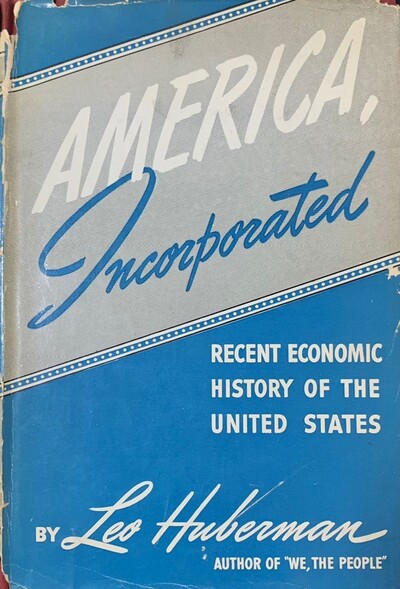 AMERICA,
Incorporated
RECENT ECONOMIC
HISTORY OF THE
UNITED STATES
BY Leo Huberman
AUTHOR OF "WE, THE PEOPLE"